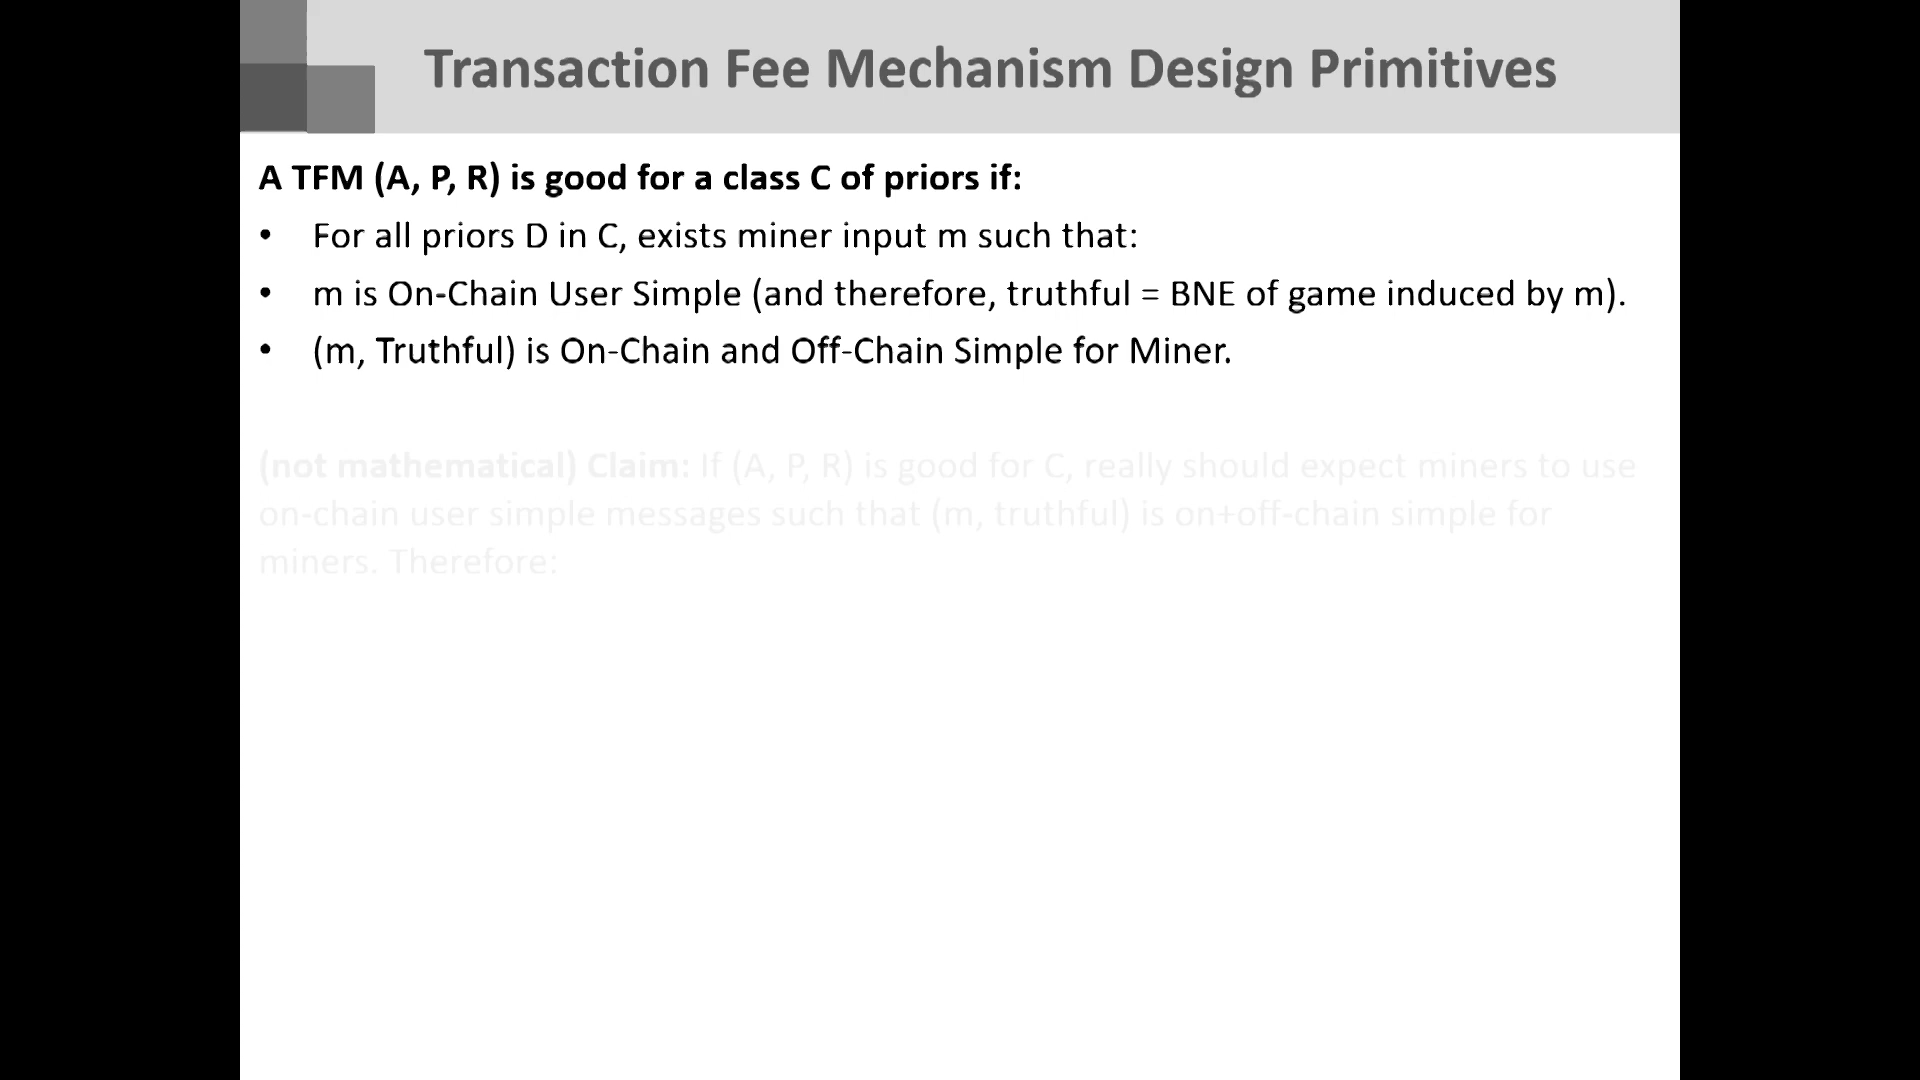 Transaction Fee Mechanism Design Primitives
A TFM (A, P, R) is good for a class C of priors if:
• For all priors D in C, exists miner input m such that:
• m is On-Chain User Simple (and therefore, truthful = BNE of game induced by m).
• (m, Truthful) is On-Chain and Off-Chain Simple for Miner.
(not mathematical) Claim: If (A, P, R) is good for C, really should expect miners to use
on-chain user simple messages such that (m, truthful) is on+off-chain simple for
miners. Therefore: